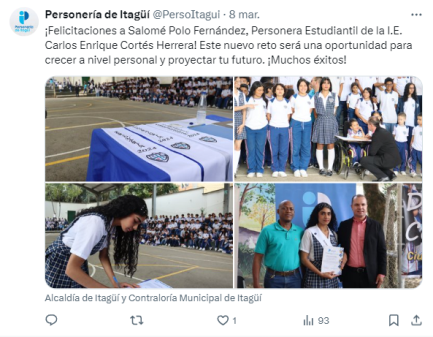 Personería de Itagüí @PersoItagui · 8 mar.
¡Felicitaciones a Salomé Polo Fernández, Personera Estudiantil de la I.E.
Carlos Enrique Cortés Herrera! Este nuevo reto será una oportunidad para
crecer a nivel personal y proyectar tu futuro. ¡Muchos éxitos!
Alcaldía de Itagüí y Contraloría Municipal de Itagüí
1
93